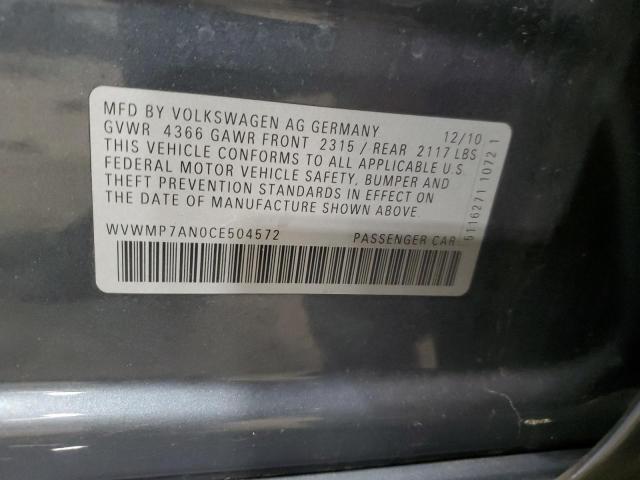 MFD BY VOLKSWAGEN AG GERMANY 12/10
GVWR 4366 GAWR FRONT 2315 / REAR 2117 LBS
THIS VEHICLE CONFORMS TO ALL APPLICABLE U.S.
FEDERAL MOTOR VEHICLE SAFETY, BUMPER AND
THEFT PREVENTION STANDARDS IN EFFECT ON
THE DATE OF MANUFACTURE SHOWN ABOVE.
WVWMP7AN0CE504572 PASSENGER CAR
5116271 1072 1